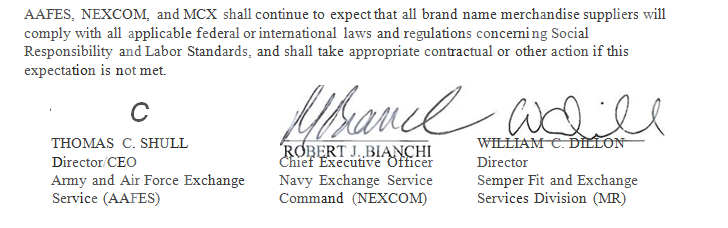 AAFES, NEXCOM, and MCX shall continue to expect that all brand name merchandise suppliers will
comply with all applicable federal or international laws and regulations concerning Social
Responsibility and Labor Standards, and shall take appropriate contractual or other action if this
expectation is not met.
C
THOMAS C. SHULL
Director/CEO
Army and Air Force Exchange
Service (AAFES)
ROBERT J. BIANCHI
Chief Executive Officer
Navy Exchange Service
Command (NEXCOM)
WILLIAM C. DILLON
Director
Semper Fit and Exchange
Services Division (MR)